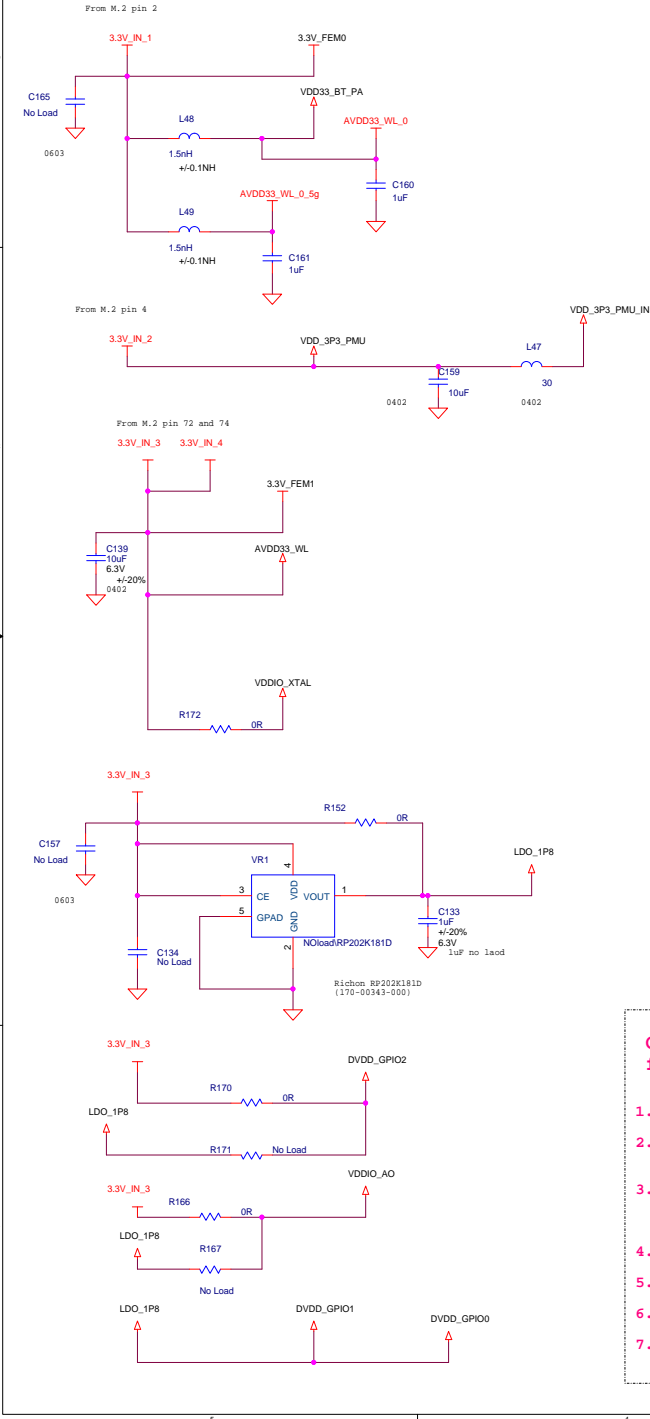 From M.2 pin 2
3.3V_IN_1
3.3V_FEM0
C165
No Load
0603
VDD33_BT_PA
L48
1.5nH
+/-0.1NH
AVDD33_WL_0
C160
1uF
AVDD33_WL_0_5g
L49
1.5nH
+/-0.1NH
C161
1uF
From M.2 pin 4
3.3V_IN_2
VDD_3P3_PMU
VDD_3P3_PMU_IN
L47
30
0402
C159
10uF
0402
From M.2 pin 72 and 74
3.3V_IN_3
3.3V_IN_4
3.3V_FEM1
C139
10uF
6.3V
+/-20%
0402
AVDD33_WL
VDDIO_XTAL
R172
0R
3.3V_IN_3
R152
0R
C157
No Load
0603
VR1
LDO_1P8
4
VDD
3
CE
VOUT
1
5
GPAD
GND
2
NOload\RP202K181D
C133
1uF
+/-20%
6.3V
1uF no laod
C134
No Load
Richon RP202K181D
(170-00343-000)
3.3V_IN_3
DVDD_GPIO2
R170
0R
LDO_1P8
R171
No Load
3.3V_IN_3
VDDIO_AO
R166
0R
LDO_1P8
R167
No Load
LDO_1P8
DVDD_GPIO1
DVDD_GPIO0
1.
2.
3.
4.
5.
6.
7.